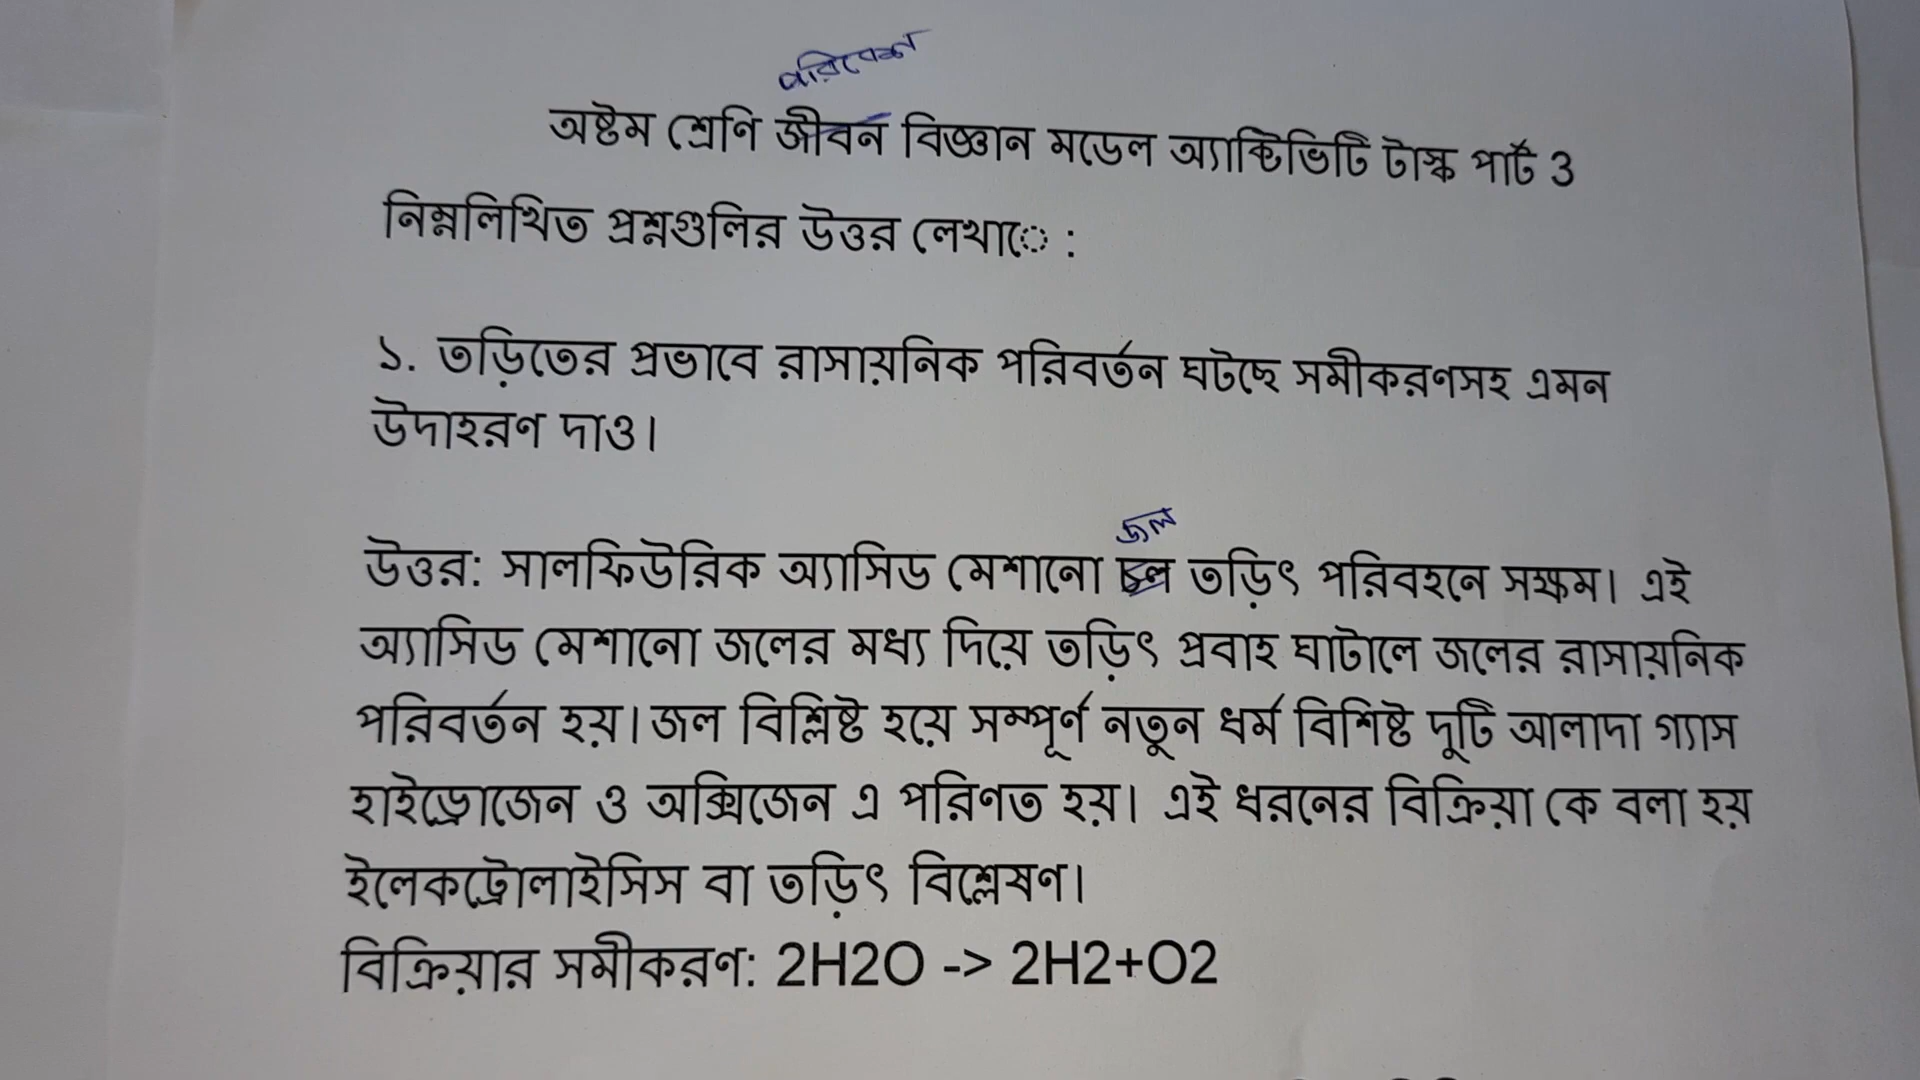 পরিবেশ
অষ্টম শ্রেণি জীবন বিজ্ঞান মডেল অ্যাক্টিভিটি টাস্ক পার্ট 3
নিম্নলিখিত প্রশ্নগুলির উত্তর লেখাে :
১. তড়িতের প্রভাবে রাসায়নিক পরিবর্তন ঘটছে সমীকরণসহ এমন
উদাহরণ দাও।
জল
উত্তর: সালফিউরিক অ্যাসিড মেশানো চল তড়িৎ পরিবহনে সক্ষম। এই
অ্যাসিড মেশানো জলের মধ্য দিয়ে তড়িৎ প্রবাহ ঘাটালে জলের রাসায়নিক
পরিবর্তন হয়। জল বিশ্লিষ্ট হয়ে সম্পূর্ণ নতুন ধর্ম বিশিষ্ট দুটি আলাদা গ্যাস
হাইড্রোজেন ও অক্সিজেন এ পরিণত হয়। এই ধরনের বিক্রিয়া কে বলা হয়
ইলেকট্রোলাইসিস বা তড়িৎ বিশ্লেষণ।
বিক্রিয়ার সমীকরণ: 2H2O -> 2H2+O2